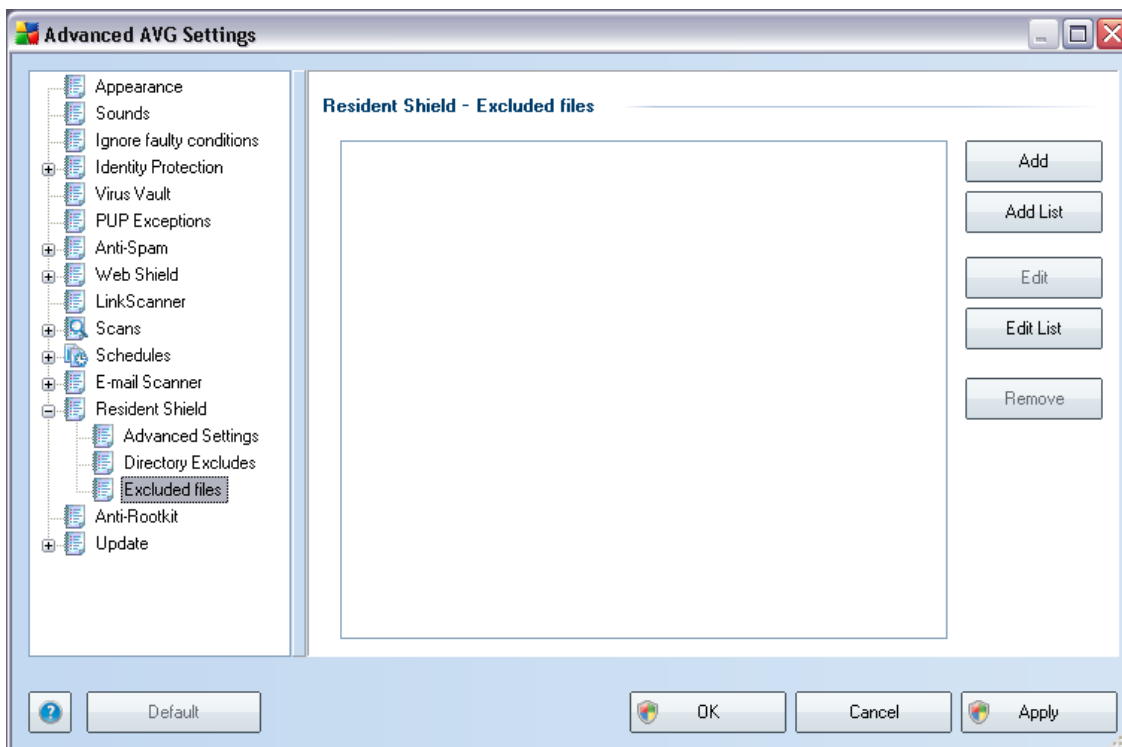 Advanced AVG Settings
Appearance
Sounds
Ignore faulty conditions
Identity Protection
Virus Vault
PUP Exceptions
Anti-Spam
Web Shield
LinkScanner
Scans
Schedules
E-mail Scanner
Resident Shield
Advanced Settings
Directory Excludes
Excluded files
Anti-Rootkit
Update
Resident Shield - Excluded files
Add
Add List
Edit
Edit List
Remove
?
Default
OK
Cancel
Apply